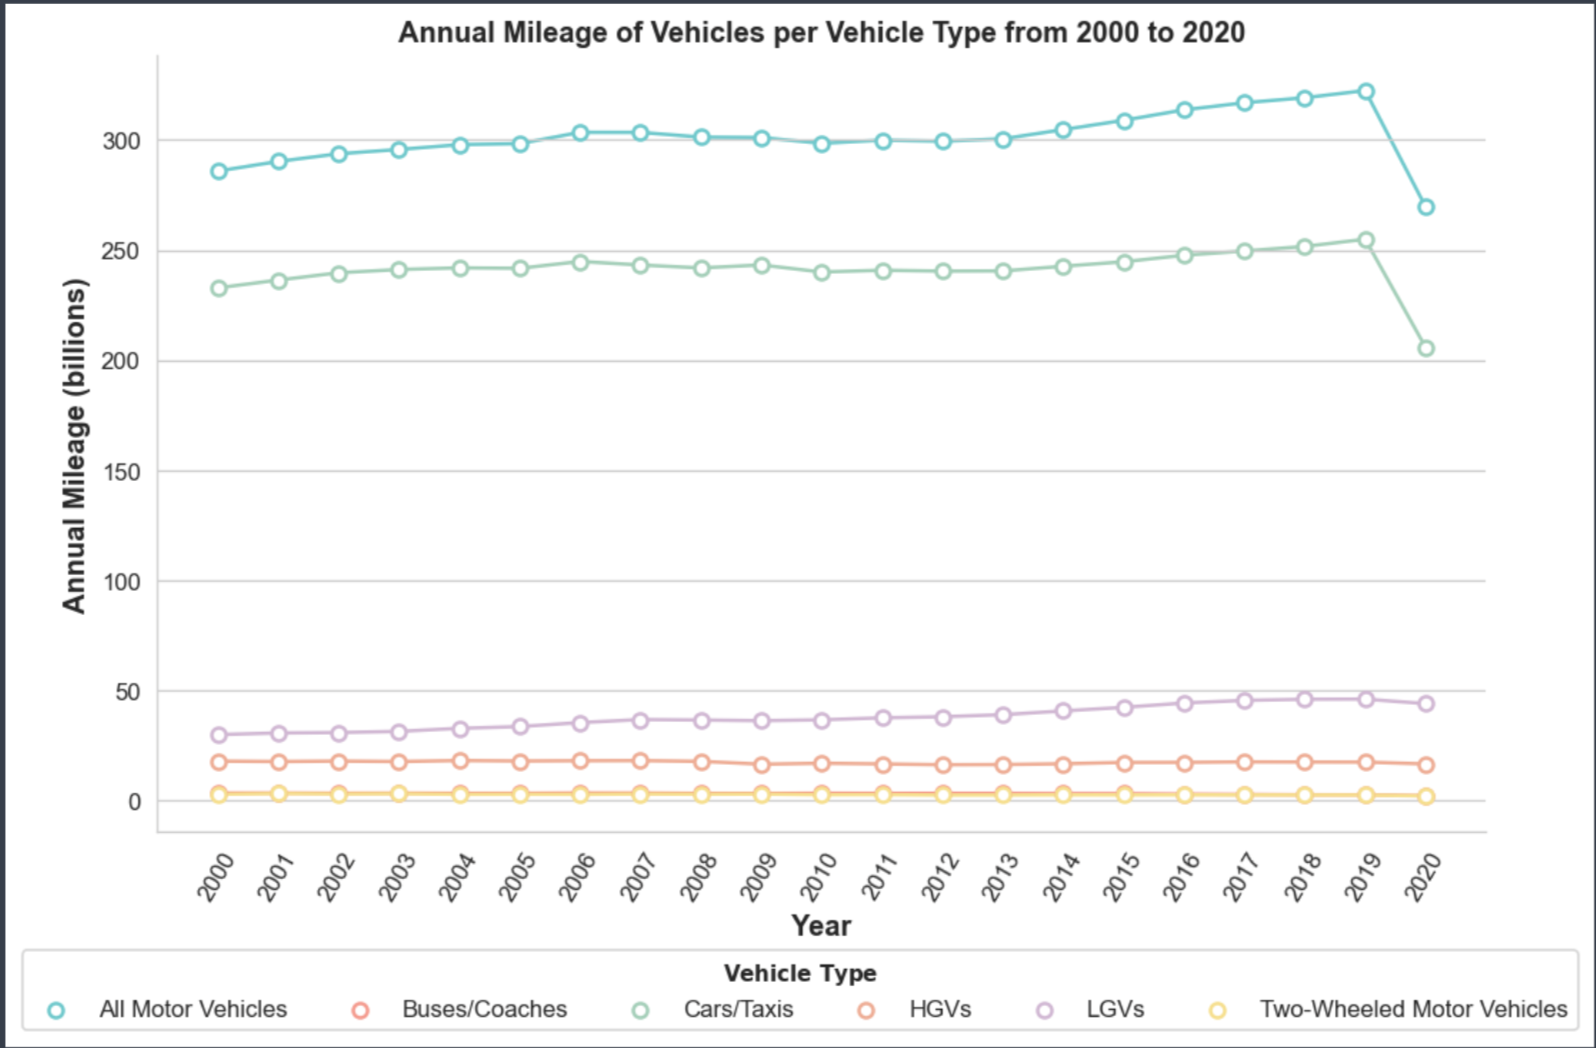 Annual Mileage of Vehicles per Vehicle Type from 2000 to 2020
Annual Mileage (billions)
300
250
200
150
100
50
0
2000 2001 2002 2003 2004 2005 2006 2007 2008 2009 2010 2011 2012 2013 2014 2015 2016 2017 2018 2019 2020
Year
Vehicle Type
All Motor Vehicles Buses/Coaches Cars/Taxis HGVs LGVs Two-Wheeled Motor Vehicles